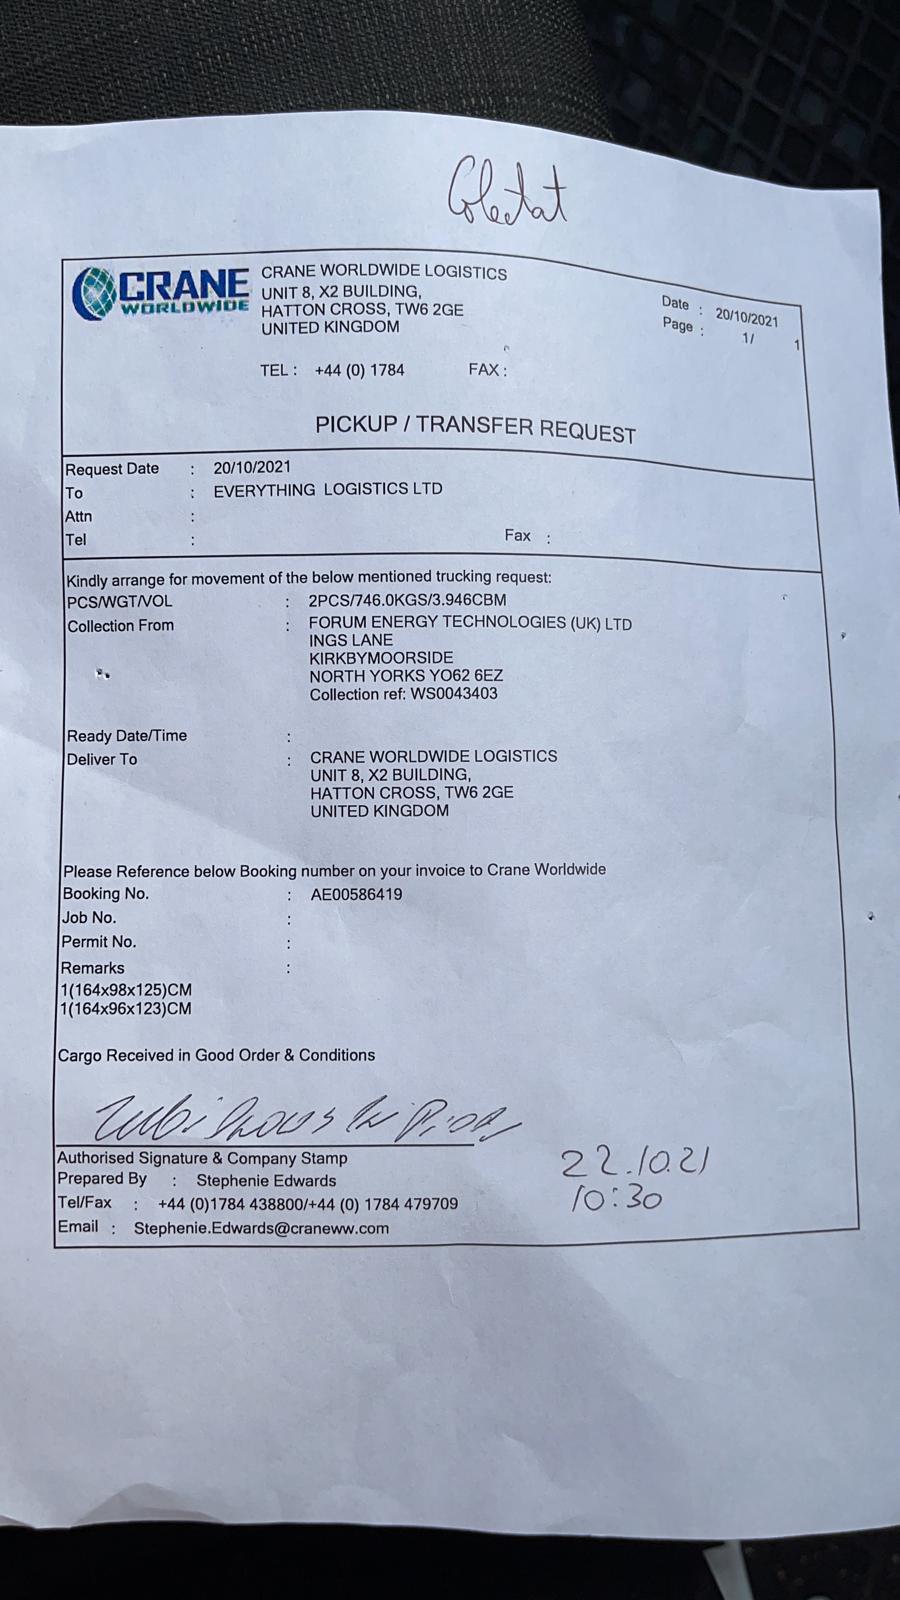 Colectat
CRANE WORLDWIDE
CRANE WORLDWIDE LOGISTICS
UNIT 8, X2 BUILDING,
HATTON CROSS, TW6 2GE
UNITED KINGDOM
Date : 20/10/2021
Page : 1/ 1
TEL : +44 (0) 1784 FAX :
PICKUP / TRANSFER REQUEST
Request Date : 20/10/2021
To : EVERYTHING LOGISTICS LTD
Attn :
Tel : Fax :
Kindly arrange for movement of the below mentioned trucking request:
PCS/WGT/VOL : 2PCS/746.0KGS/3.946CBM
Collection From : FORUM ENERGY TECHNOLOGIES (UK) LTD
INGS LANE
KIRKBYMOORSIDE
NORTH YORKS YO62 6EZ
Collection ref: WS0043403
Ready Date/Time :
Deliver To : CRANE WORLDWIDE LOGISTICS
UNIT 8, X2 BUILDING,
HATTON CROSS, TW6 2GE
UNITED KINGDOM
Please Reference below Booking number on your invoice to Crane Worldwide
Booking No. : AE00586419
Job No. :
Permit No. :
Remarks :
1(164x98x125)CM
1(164x96x123)CM
Cargo Received in Good Order & Conditions
Authorised Signature & Company Stamp
Prepared By : Stephenie Edwards
Tel/Fax : +44 (0)1784 438800/+44 (0) 1784 479709
Email : Stephenie.Edwards@craneww.com
22.10.21
10:30